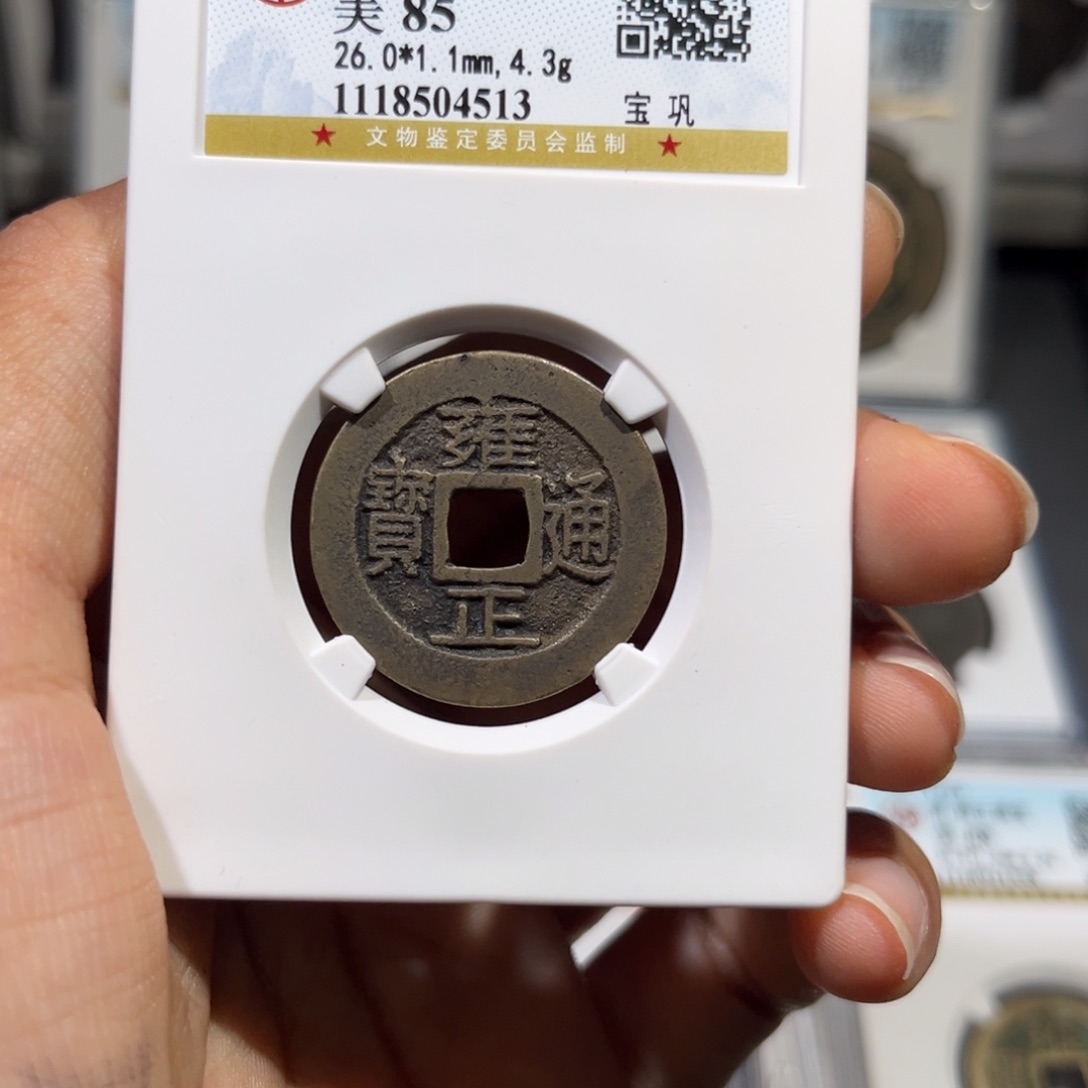 美 85
26.0*1.1mm, 4.3g
1118504513
宝 巩
文物鉴定委员会监制
雍
寶 通
正